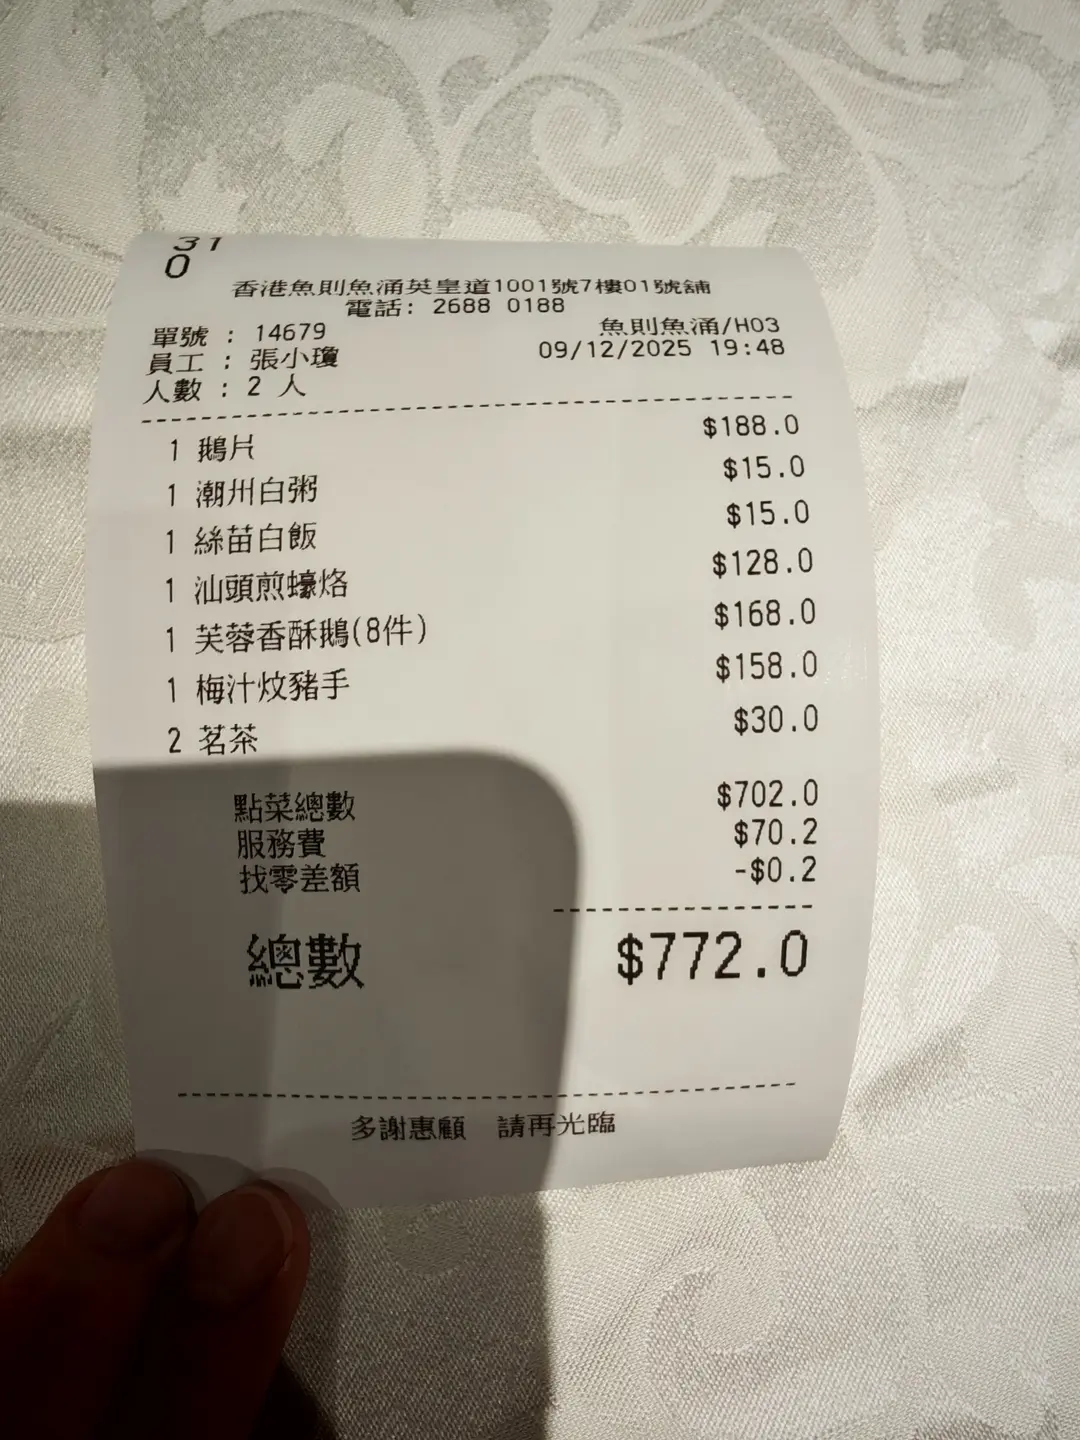 31
0
香港魚則魚涌英皇道1001號7樓01號舖
電話: 2688 0188
單號 : 14679
魚則魚涌/H03
員工 : 張小瓊
09/12/2025 19:48
人數 : 2 人
1 鵝片 $188.0
1 潮州白粥 $15.0
1 絲苗白飯 $15.0
1 汕頭煎蠔烙 $128.0
1 芙蓉香酥鵝(8件) $168.0
1 梅汁炆豬手 $158.0
2 茗茶 $30.0
點菜總數 $702.0
服務費 $70.2
找零差額 -$0.2
總數 $772.0
多謝惠顧 請再光臨